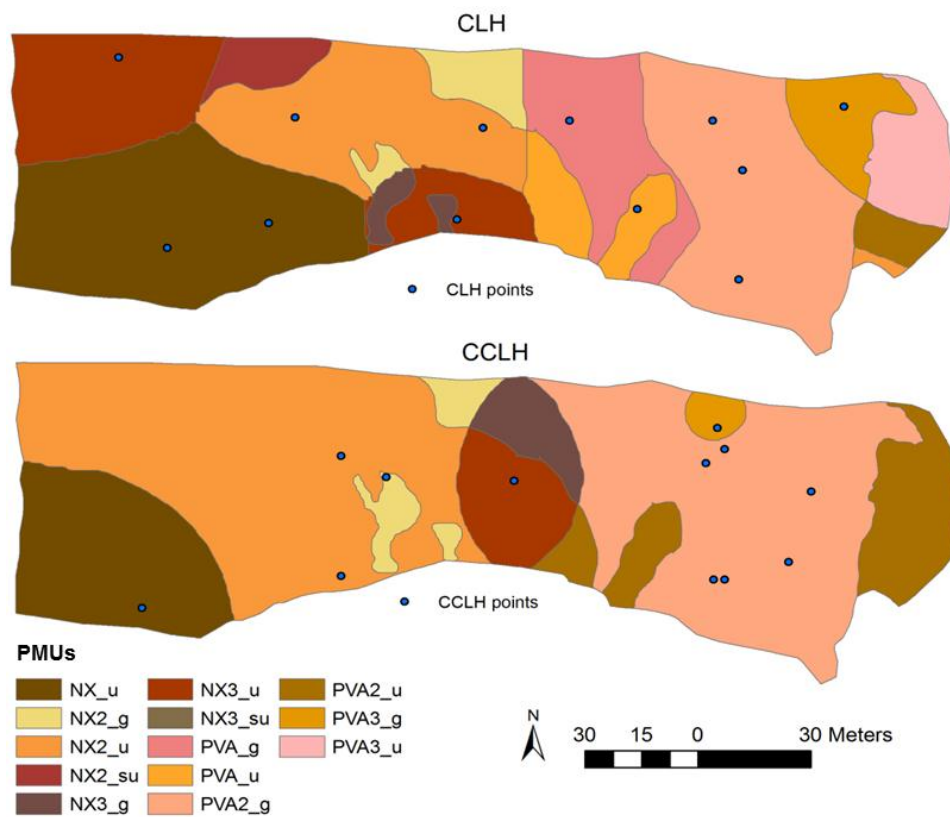 CLH
CLH points
CCLH
CCLH points
PMUs
NX_u NX3_u PVA2_u
NX2_g NX3_su PVA3_g
NX2_u PVA_g PVA3_u
NX2_su PVA_u
NX3_g PVA2_g
N
30 15 0 30 Meters